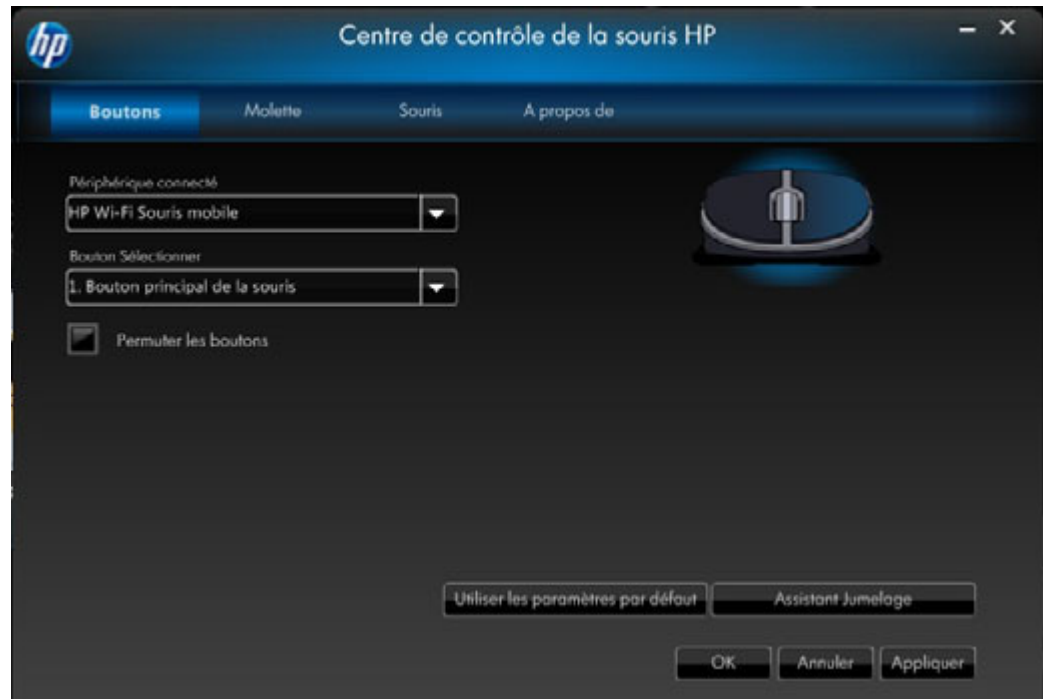 hp
Centre de contrôle de la souris HP
Boutons Molette Souris A propos de
Périphérique connecté
HP Wi-Fi Souris mobile
Bouton Sélectionner
1. Bouton principal de la souris
Permuter les boutons
Utiliser les paramètres par défaut Assistant Jumelage
OK Annuler Appliquer